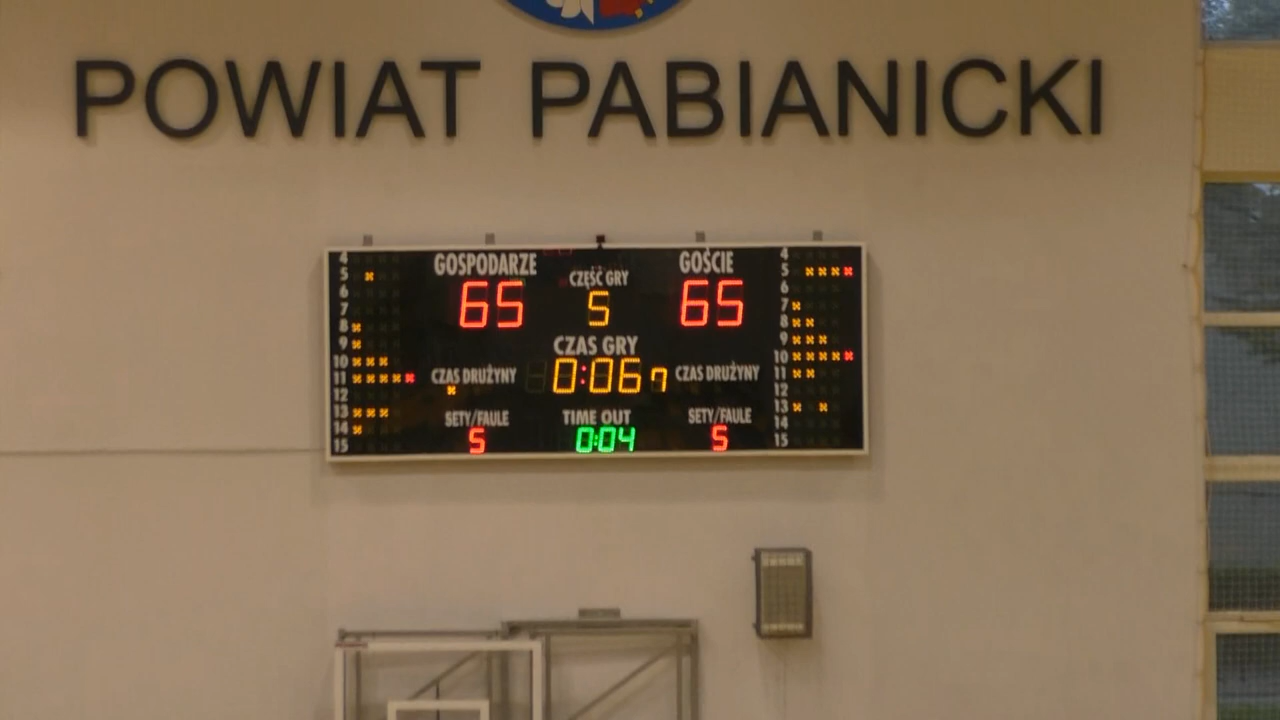 POWIAT PABIANICKI
4 GOSPODARZE GOŚCIE 4
5 CZĘŚĆ GRY 5
6 65 5 65 6
7 7
8 CZAS GRY 8
9 9
10 CZAS DRUŻYNY 0:06 7 CZAS DRUŻYNY 10
11 11
12 12
13 SETY/FAULE TIME OUT SETY/FAULE 13
14 5 0:04 5 14
15 15